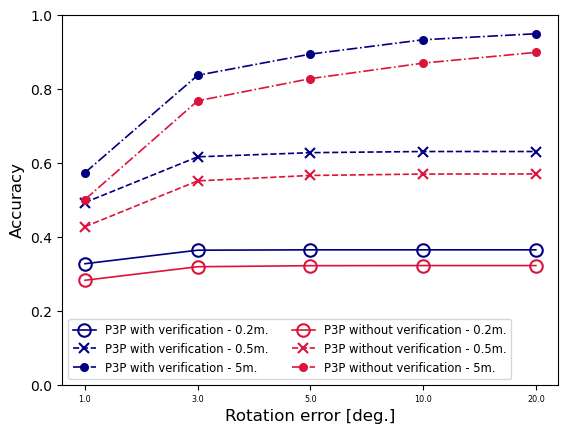 1.0
0.8
0.6
0.4
0.2
0.0
Accuracy
P3P with verification - 0.2m.
P3P with verification - 0.5m.
P3P with verification - 5m.
P3P without verification - 0.2m.
P3P without verification - 0.5m.
P3P without verification - 5m.
1.0 3.0 5.0 10.0 20.0
Rotation error [deg.]